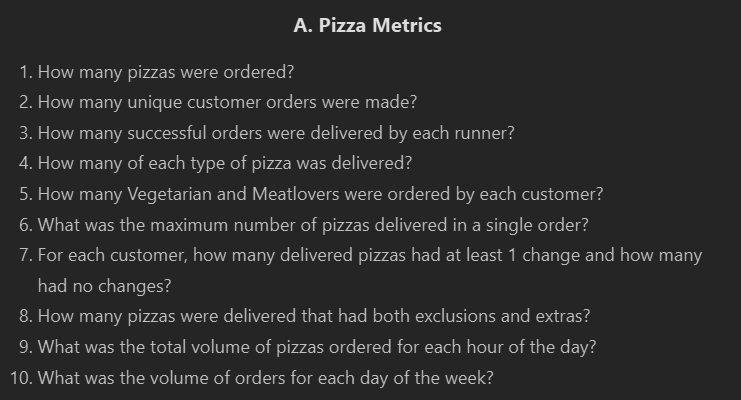 A. Pizza Metrics
1. How many pizzas were ordered?
2. How many unique customer orders were made?
3. How many successful orders were delivered by each runner?
4. How many of each type of pizza was delivered?
5. How many Vegetarian and Meatlovers were ordered by each customer?
6. What was the maximum number of pizzas delivered in a single order?
7. For each customer, how many delivered pizzas had at least 1 change and how many
had no changes?
8. How many pizzas were delivered that had both exclusions and extras?
9. What was the total volume of pizzas ordered for each hour of the day?
10. What was the volume of orders for each day of the week?